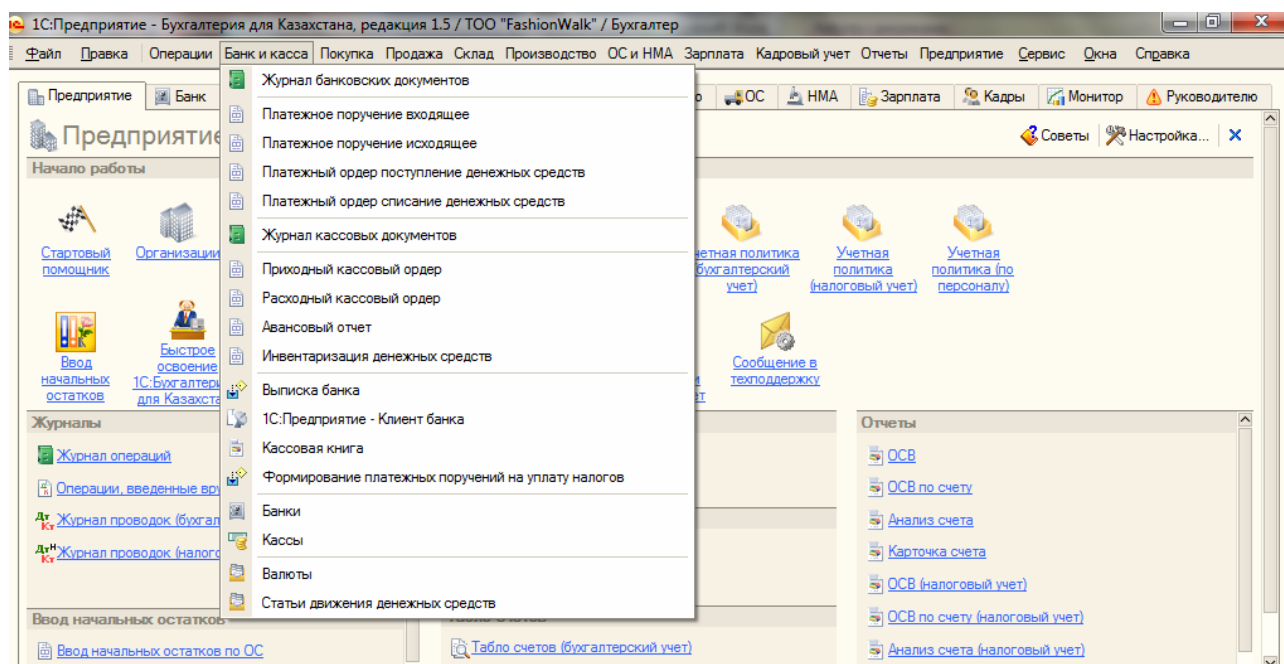 1С:Предприятие - Бухгалтерия для Казахстана, редакция 1.5 / ТОО "FashionWalk" / Бухгалтер
Файл Правка Операции Банк и касса Покупка Продажа Склад Производство ОС и НМА Зарплата Кадровый учет Отчеты Предприятие Сервис Окна Справка
Предприятие Банк ОС НМА Зарплата Кадры Монитор Руководителю
Предприятие
Советы Настройка...
Начало работы
Журнал банковских документов
Платежное поручение входящее
Платежное поручение исходящее
Платежный ордер поступление денежных средств
Платежный ордер списание денежных средств
Журнал кассовых документов
Приходный кассовый ордер
Расходный кассовый ордер
Авансовый отчет
Инвентаризация денежных средств
Выписка банка
1С:Предприятие - Клиент банка
Кассовая книга
Формирование платежных поручений на уплату налогов
Банки
Кассы
Валюты
Статьи движения денежных средств
Стартовый
помощник
Организации
четная политика
бухгалтерский
учет)
Учетная
политика
(налоговый учет)
Учетная
политика (по
персоналу)
Ввод
начальных
остатков
Быстрое
освоение
1С:Бухгалтери
для Казахста
Сообщение в
техподдержку
Журналы
Журнал операций
Операции, введенные вру
Журнал проводок (бухгал
Журнал проводок (налого
Отчеты
ОСВ
ОСВ по счету
Анализ счета
Карточка счета
ОСВ (налоговый учет)
ОСВ по счету (налоговый учет)
Анализ счета (налоговый учет)
Ввод начальных остатков
Ввод начальных остатков по ОС
Табло счетов (бухгалтерский учет)